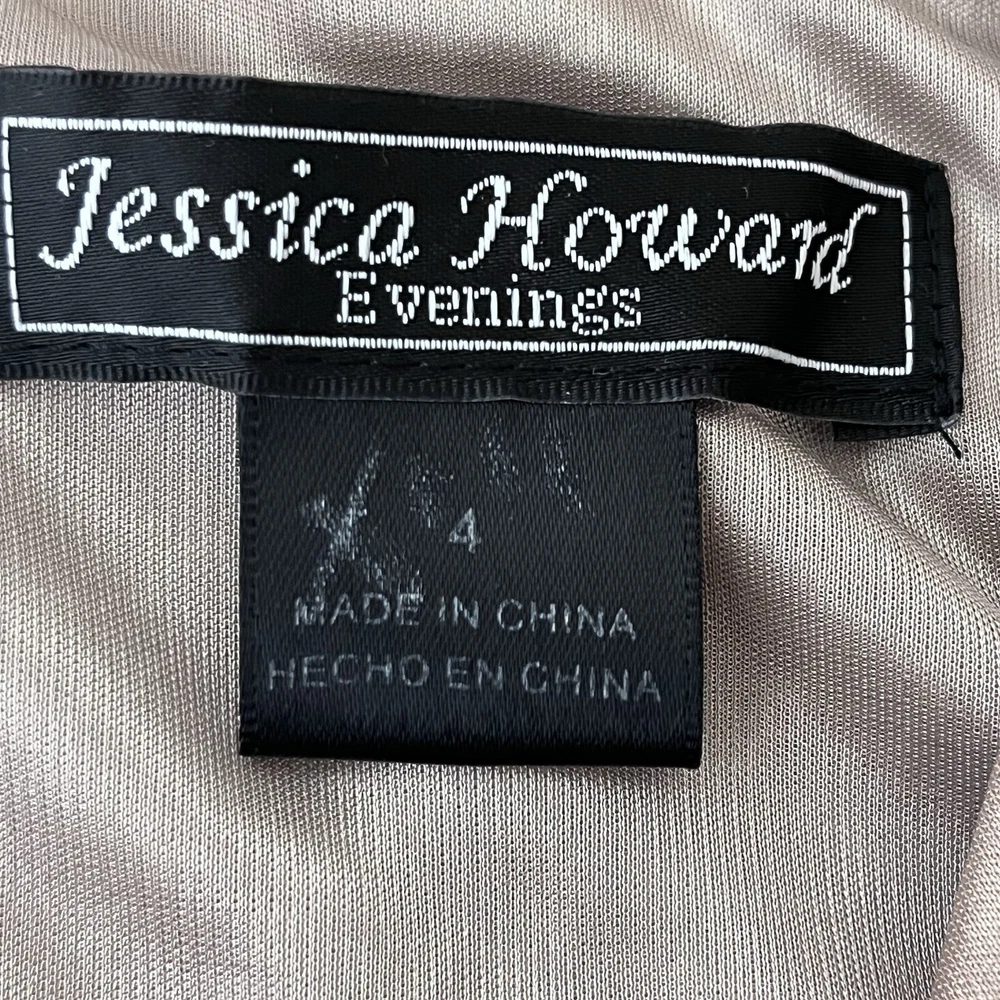 Jessica Howard
Evenings
4
MADE IN CHINA
HECHO EN CHINA